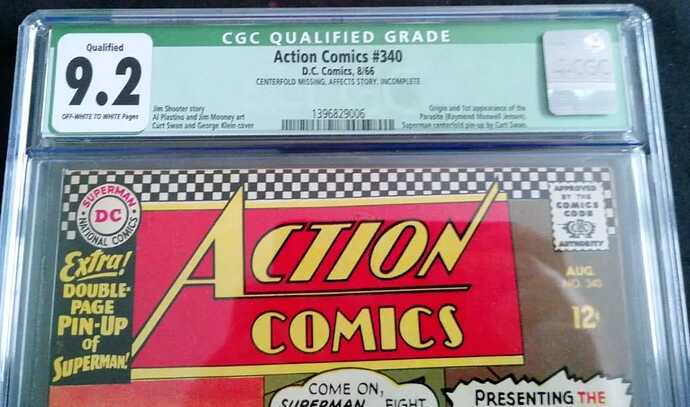 CGC QUALIFIED GRADE
Qualified
9.2
OFF-WHITE TO WHITE Pages
Action Comics #340
D.C. Comics, 8/66
CENTERFOLD MISSING, AFFECTS STORY. INCOMPLETE
Jim Shooter story
Al Plastino and Jim Mooney art
Curt Swan and George Klein cover
1396829006
Origin and 1st appearance of the
Parasite (Raymond Maxwell Jensen).
Superman centerfold pin-up by Curt Swan
CGC
SUPERMAN
DC
NATIONAL COMICS
Extra!
DOUBLE-
PAGE
PIN-UP
OF
SUPERMAN!
ACTION
COMICS
APPROVED
BY THE
COMICS
CODE
AUTHORITY
AUG.
NO. 340
12¢
COME ON,
SUPERMAN, FIGHT
PRESENTING THE